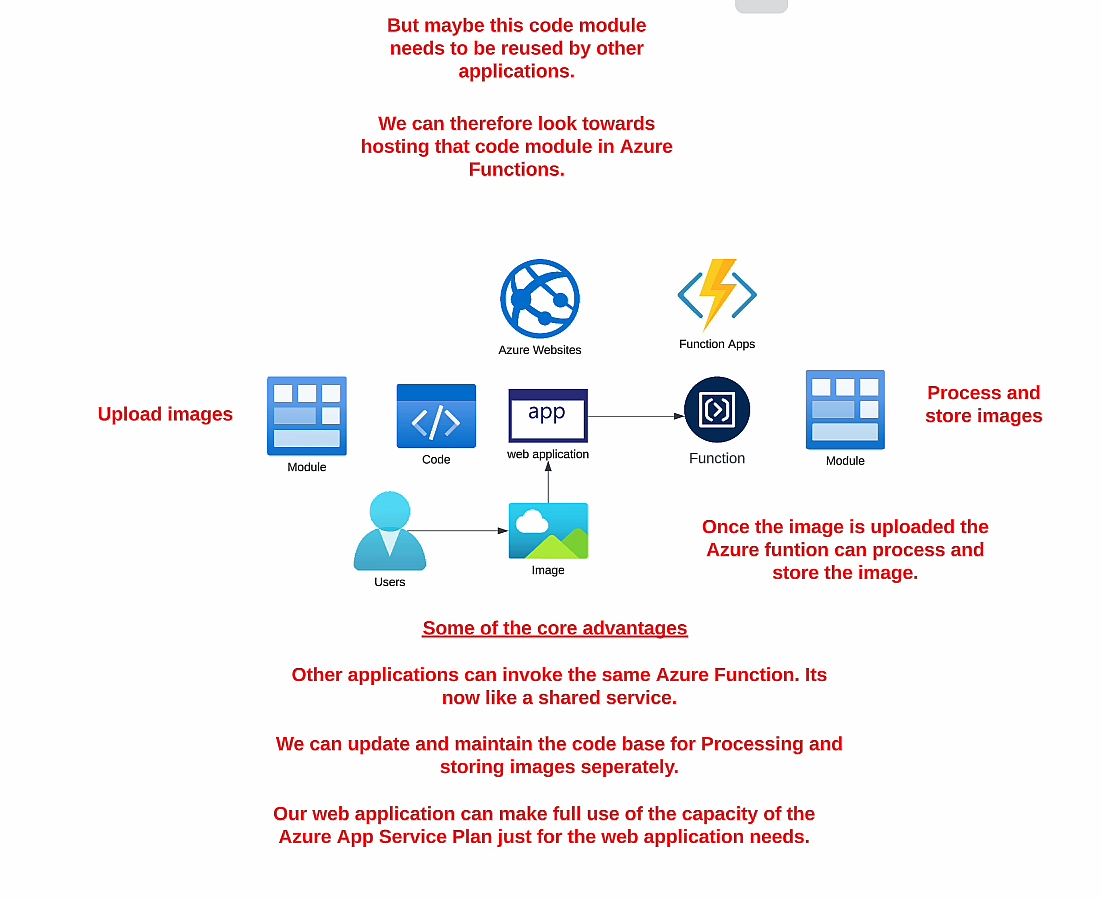 But maybe this code module
needs to be reused by other
applications.
We can therefore look towards
hosting that code module in Azure
Functions.
Azure Websites
Function Apps
Upload images
Module
Code
app
web application
Function
Module
Process and
store images
Users
Image
Once the image is uploaded the
Azure funtion can process and
store the image.
Some of the core advantages
Other applications can invoke the same Azure Function. Its
now like a shared service.
We can update and maintain the code base for Processing and
storing images seperately.
Our web application can make full use of the capacity of the
Azure App Service Plan just for the web application needs.